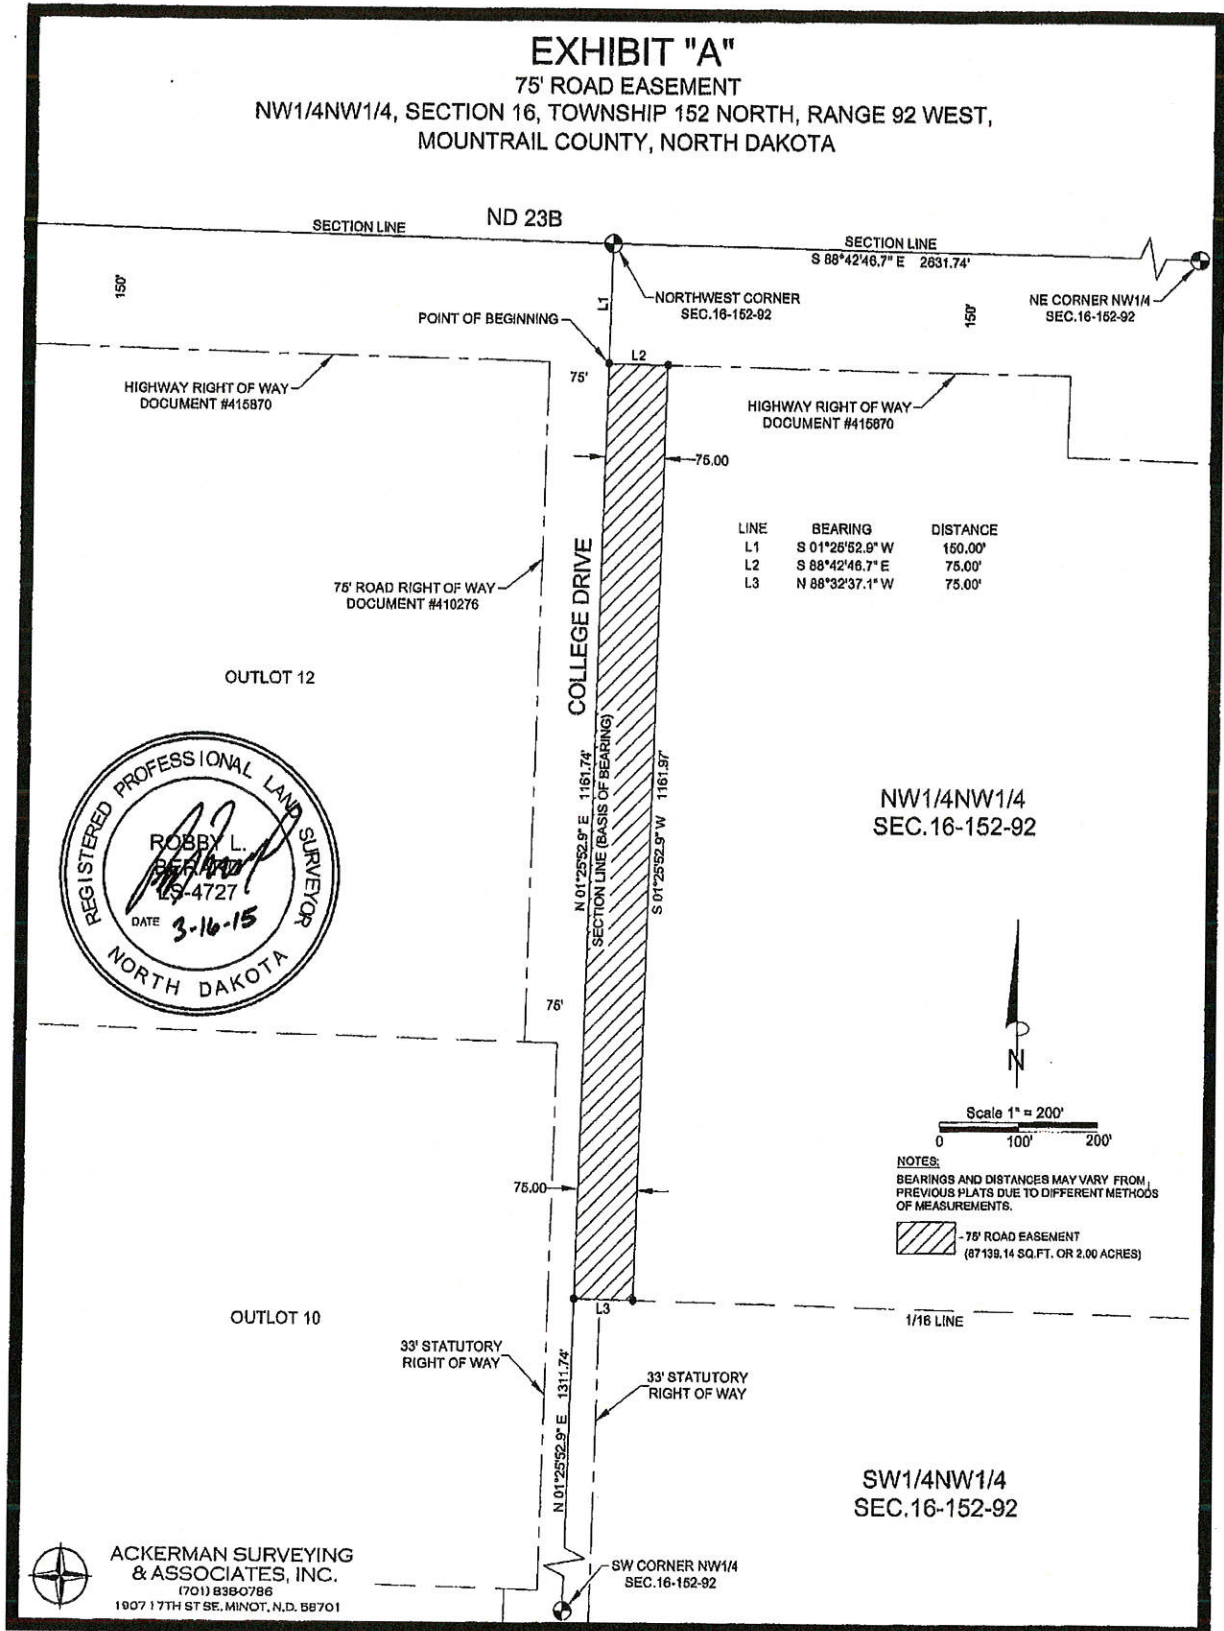 EXHIBIT "A"
75' ROAD EASEMENT
NW1/4NW1/4, SECTION 16, TOWNSHIP 152 NORTH, RANGE 92 WEST,
MOUNTRAIL COUNTY, NORTH DAKOTA
SECTION LINE
ND 23B
SECTION LINE
S 88°42'46.7" E 2631.74'
150'
L1
NORTHWEST CORNER
SEC.16-152-92
150'
NE CORNER NW1/4
SEC.16-152-92
POINT OF BEGINNING
L2
75'
HIGHWAY RIGHT OF WAY
DOCUMENT #415870
HIGHWAY RIGHT OF WAY
DOCUMENT #415870
75.00
LINE BEARING DISTANCE
L1 S 01°25'52.9" W 150.00'
L2 S 88°42'46.7" E 75.00'
L3 N 88°32'37.1" W 75.00'
75' ROAD RIGHT OF WAY
DOCUMENT #410276
COLLEGE DRIVE
OUTLOT 12
N 01°25'52.9" E 1161.74'
SECTION LINE (BASIS OF BEARING)
S 01°25'52.9" W 1161.97'
REGISTERED PROFESSIONAL LAND SURVEYOR
ROBBY L.
LS-4727
DATE 3-16-15
NORTH DAKOTA
NW1/4NW1/4
SEC.16-152-92
75'
N
Scale 1" = 200'
0 100' 200'
NOTES:
BEARINGS AND DISTANCES MAY VARY FROM
PREVIOUS PLATS DUE TO DIFFERENT METHODS
OF MEASUREMENTS.
- 75' ROAD EASEMENT
(87139.14 SQ.FT. OR 2.00 ACRES)
75.00
L3
1/16 LINE
OUTLOT 10
33' STATUTORY
RIGHT OF WAY
33' STATUTORY
RIGHT OF WAY
N 01°25'52.9" E 1311.74'
SW1/4NW1/4
SEC.16-152-92
SW CORNER NW1/4
SEC.16-152-92
ACKERMAN SURVEYING
& ASSOCIATES, INC.
(701) 838-0786
1907 17TH ST SE, MINOT, N.D. 58701